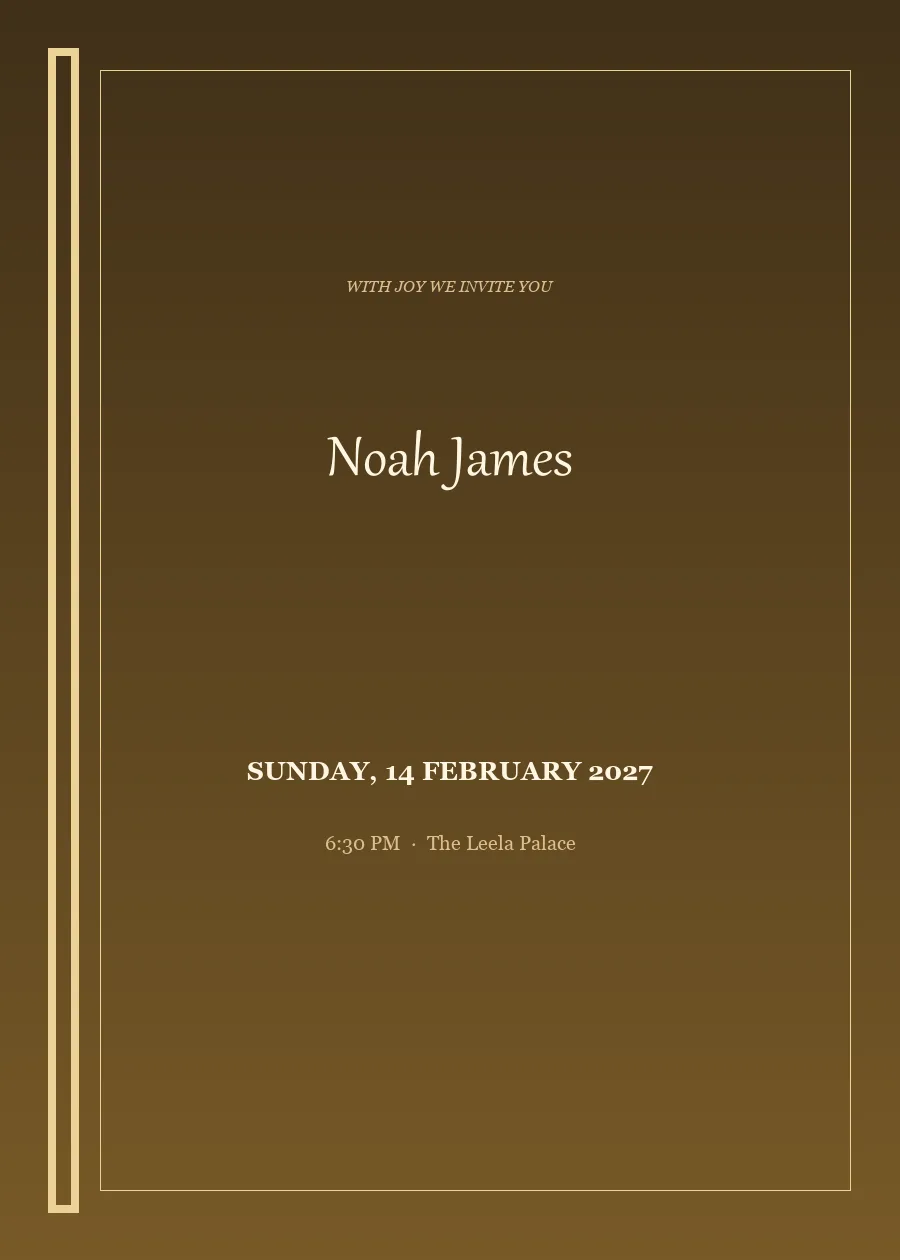 WITH JOY WE INVITE YOU
Noah James
SUNDAY, 14 FEBRUARY 2027
6:30 PM · The Leela Palace